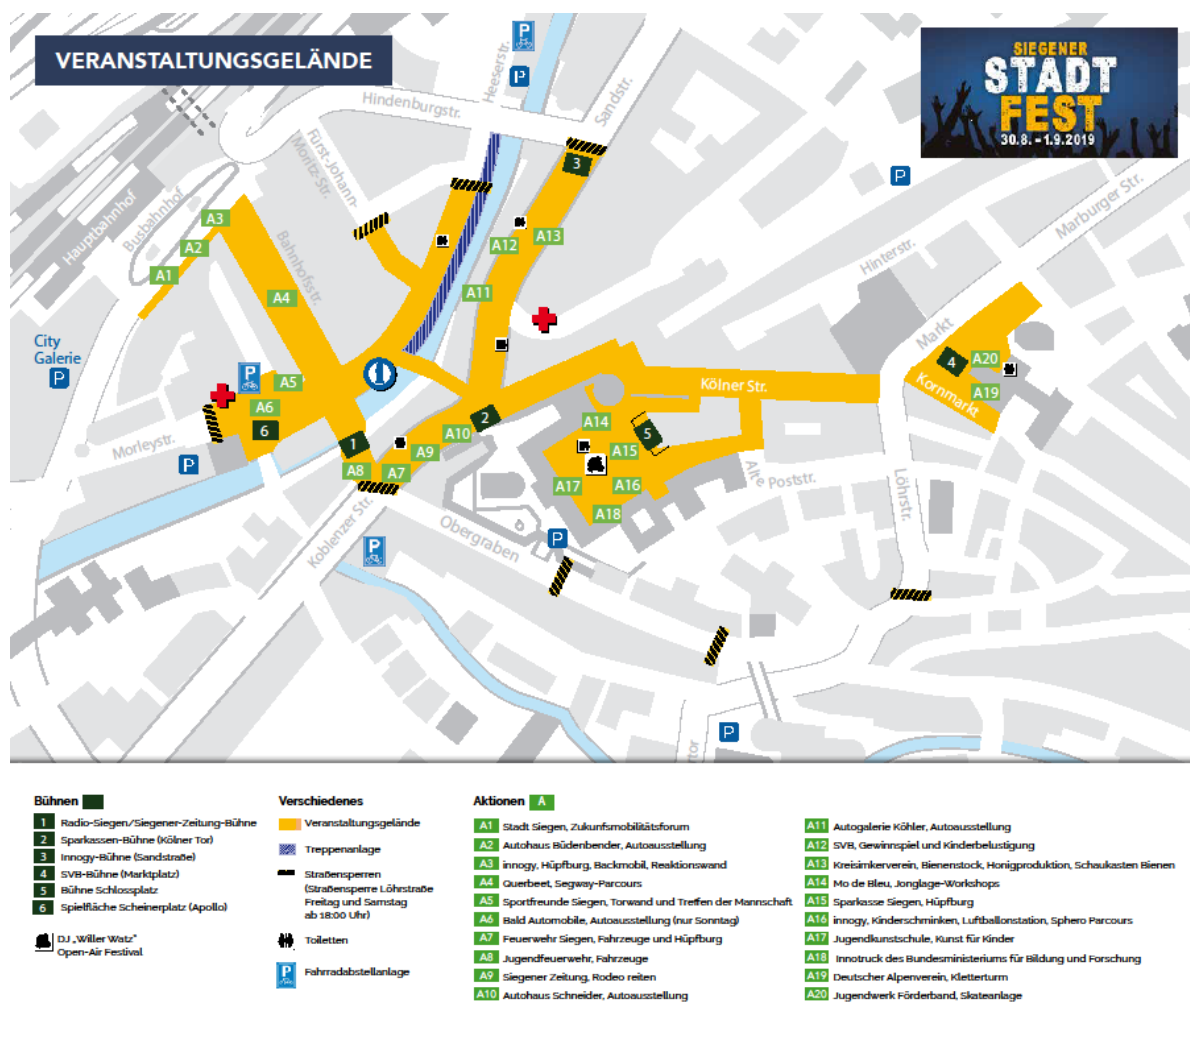 VERANSTALTUNGSGELÄNDE
SIEGENER
STADT
FEST
30.8. - 1.9.2019
P
P
Heeserstr.
Sandstr.
Hindenburgstr.
Fürst-Johann-
Moritz-Str.
3
P
Marburger Str.
Hauptbahnhof
Busbahnhof
A3
A2
A1
Bahnhofsstr.
A4
A12
A13
A11
Hinterstr.
City
Galerie
P
P
A5
A6
6
Morleystr.
P
1
A8
A7
A9
A10
2
Kölner Str.
Markt
4
A20
A19
Kornmarkt
A14
5
A15
A17
A16
A18
Alte Poststr.
Löhrstr.
Koblenzer Str.
Obergraben
P
P
P
tor
Bühnen
1 Radio-Siegen/Siegener-Zeitung-Bühne
2 Sparkassen-Bühne (Kölner Tor)
3 Innogy-Bühne (Sandstraße)
4 SVB-Bühne (Marktplatz)
5 Bühne Schlossplatz
6 Spielfläche Scheinerplatz (Apollo)
DJ „Willer Watz"
Open-Air Festival
Verschiedenes
Veranstaltungsgelände
Treppenanlage
Straßensperren
(Straßensperre Löhrstraße
Freitag und Samstag
ab 18:00 Uhr)
Toiletten
P Fahrradabstellanlage
Aktionen A
A1 Stadt Siegen, Zukunfsmobilitätsforum
A2 Autohaus Büdenbender, Autoausstellung
A3 innogy, Hüpfburg, Backmobil, Reaktionswand
A4 Querbeet, Segway-Parcours
A5 Sportfreunde Siegen, Torwand und Treffen der Mannschaft
A6 Bald Automobile, Autoausstellung (nur Sonntag)
A7 Feuerwehr Siegen, Fahrzeuge und Hüpfburg
A8 Jugendfeuerwehr, Fahrzeuge
A9 Siegener Zeitung, Rodeo reiten
A10 Autohaus Schneider, Autoausstellung
A11 Autogalerie Köhler, Autoausstellung
A12 SVB, Gewinnspiel und Kinderbelustigung
A13 Kreisimkerverein, Bienenstock, Honigproduktion, Schaukasten Bienen
A14 Mo de Bleu, Jonglage-Workshops
A15 Sparkasse Siegen, Hüpfburg
A16 innogy, Kinderschminken, Luftballonstation, Sphero Parcours
A17 Jugendkunstschule, Kunst für Kinder
A18 Innotruck des Bundesministeriums für Bildung und Forschung
A19 Deutscher Alpenverein, Kletterturm
A20 Jugendwerk Förderband, Skateanlage